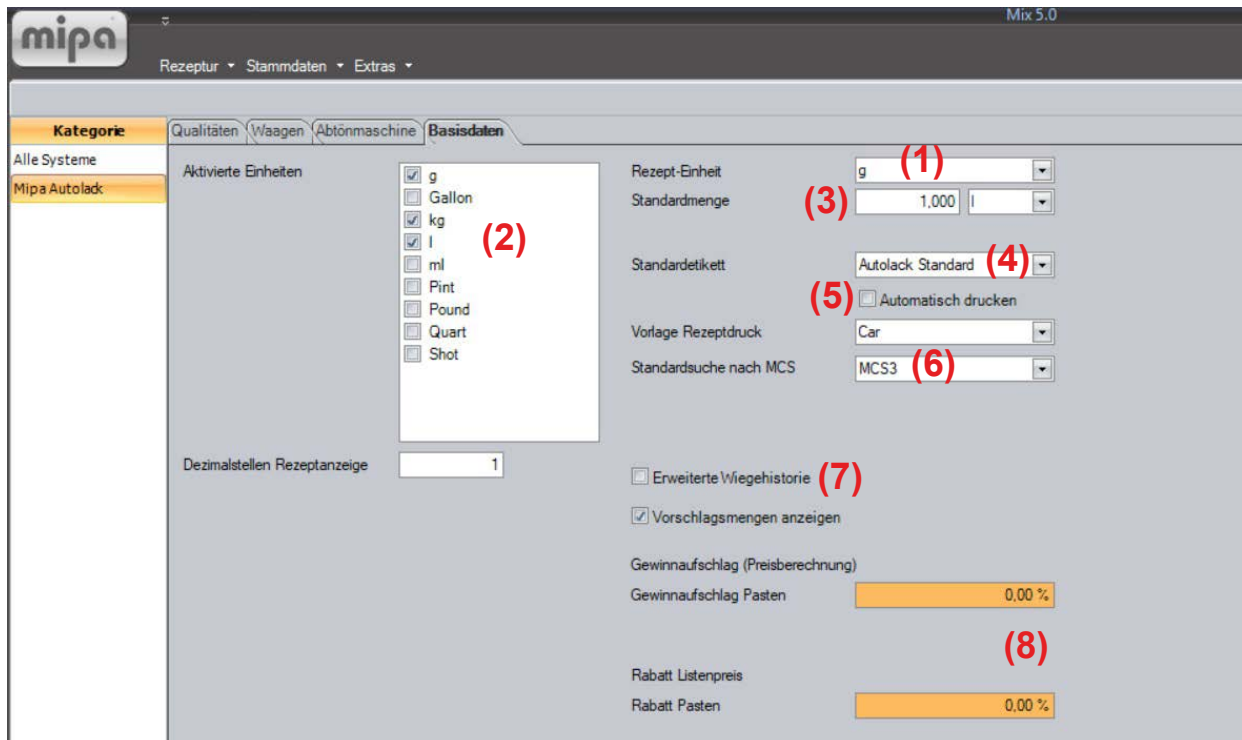 Mix 5.0
mipa
Rezeptur Stammdaten Extras
Kategorie
Alle Systeme
Mipa Autolack
Qualitäten Waagen Abtönmaschine Basisdaten
Aktivierte Einheiten
g
Gallon
kg
l
ml
Pint
Pound
Quart
Shot
(2)
Dezimalstellen Rezeptanzeige 1
Rezept-Einheit g (1)
Standardmenge (3) 1,000 l
Standardetikett Autolack Standard (4)
(5) Automatisch drucken
Vorlage Rezeptdruck Car
Standardsuche nach MCS MCS3 (6)
Erweiterte Wiegehistorie (7)
Vorschlagsmengen anzeigen
Gewinnaufschlag (Preisberechnung)
Gewinnaufschlag Pasten 0,00 %
(8)
Rabatt Listenpreis
Rabatt Pasten 0,00 %